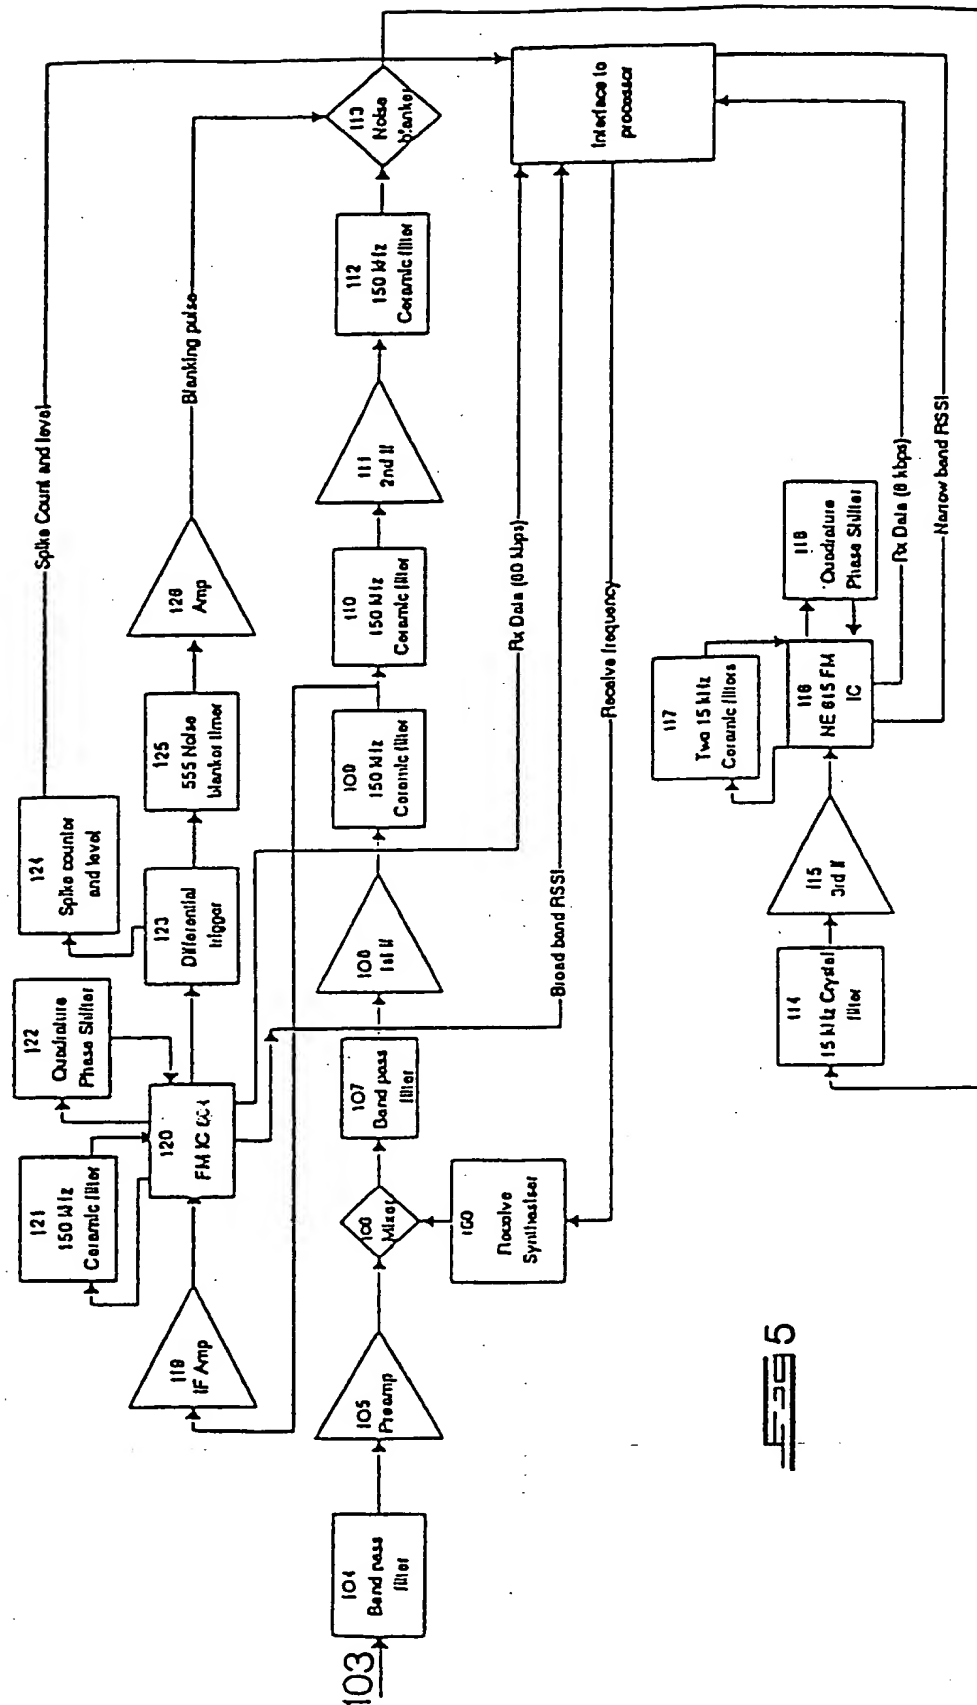 103
104
Band pass
filter
105
Preamp
Mixer
Receive
Synthesiser
107
Band pass
filter
108
1st If
150 kHz
Ceramic filter
110
150 kHz
Ceramic filter
111
2nd If
112
150 kHz
Ceramic filter
113
Noise
blanker
119
IF Amp
121
150 kHz
Ceramic filter
120
FM IC
122
Quadrature
Phase Shifter
123
Differential
trigger
124
Spike counter
and level
125
555 Noise
blanker timer
126
Amp
Spike Count and level
Blanking pulse
Rx Data (60 kbps)
Broad band RSSI
Receive frequency
Interface to
processor
114
15 kHz Crystal
filter
115
3rd If
116
NE 615 FM
IC
117
Two 15 kHz
Ceramic filters
118
Quadrature
Phase Shifter
Rx Data (8 kbps)
Narrow band RSSI
Fig 5